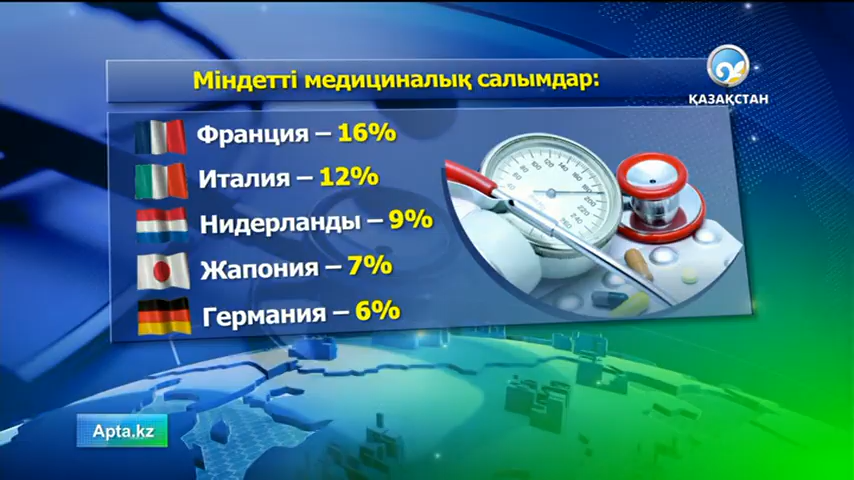 Міндетті медициналық салымдар:
ҚАЗАҚСТАН
Франция – 16%
Италия – 12%
Нидерланды – 9%
Жапония – 7%
Германия – 6%
Apta.kz